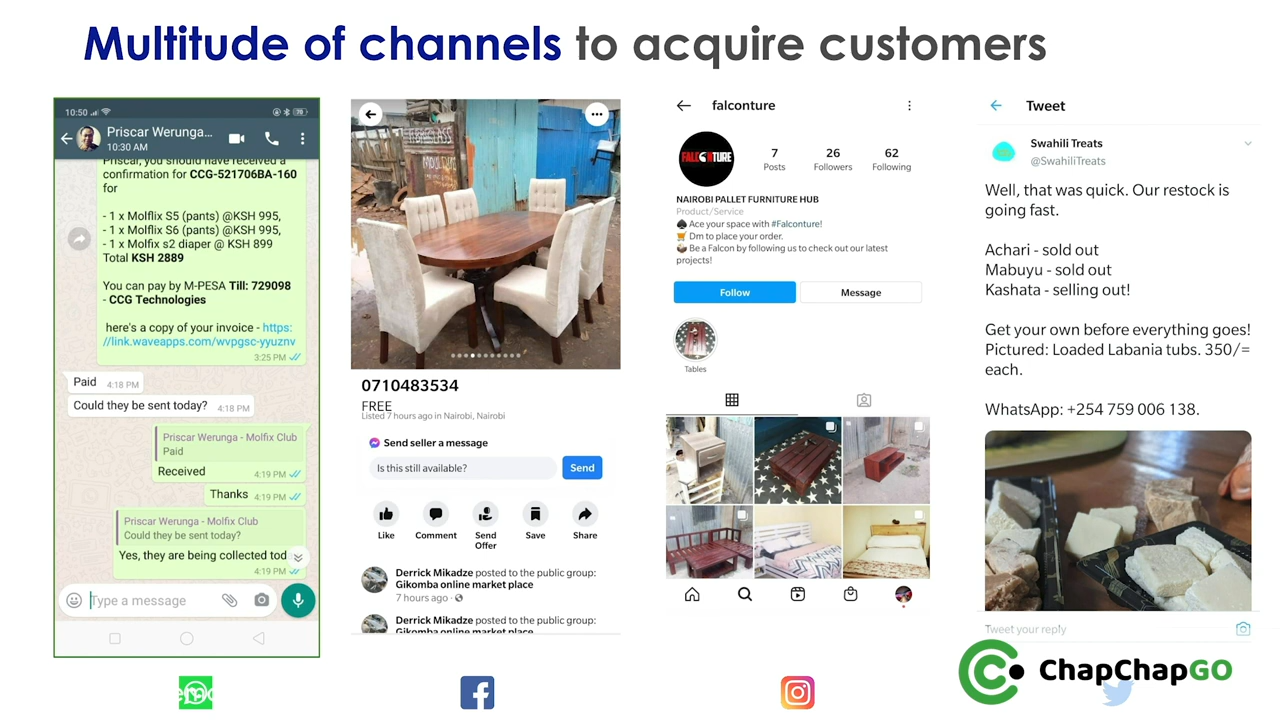 Multitude of channels to acquire customers
10:50
78
Priscar Werunga...
10:30 AM
Priscar, you should have received a
confirmation for CCG-521706BA-160
for
- 1 x Molflix S5 (pants) @KSH 995,
- 1 x Molflix S6 (pants) @KSH 995,
- 1 x Molfix s2 diaper @ KSH 899
Total KSH 2889
You can pay by M-PESA Till: 729098
- CCG Technologies
here's a copy of your invoice - https:
//link.waveapps.com/wvpgsc-yyuznv
3:25 PM
Paid 4:18 PM
Could they be sent today? 4:18 PM
Priscar Werunga - Molfix Club
Paid
Received 4:19 PM
Thanks 4:19 PM
Priscar Werunga - Molfix Club
Could they be sent today?
Yes, they are being collected tod
4:19 PM
Type a message
0710483534
FREE
Listed 7 hours ago in Nairobi, Nairobi
Send seller a message
Is this still available?
Send
Like Comment Send Offer Save Share
Derrick Mikadze posted to the public group:
Gikomba online market place
7 hours ago
Derrick Mikadze posted to the public group:
Gikomba online market place
falconture
FALCONTURE
7 26 62
Posts Followers Following
NAIROBI PALLET FURNITURE HUB
Product/Service
Ace your space with #Falconture!
Dm to place your order.
Be a Falcon by following us to check out our latest
projects!
Follow Message
Tables
Tweet
Swahili Treats
@SwahiliTreats
Well, that was quick. Our restock is
going fast.
Achari - sold out
Mabuyu - sold out
Kashata - selling out!
Get your own before everything goes!
Pictured: Loaded Labania tubs. 350/=
each.
WhatsApp: +254 759 006 138.
Tweet your reply
ChapChapGO